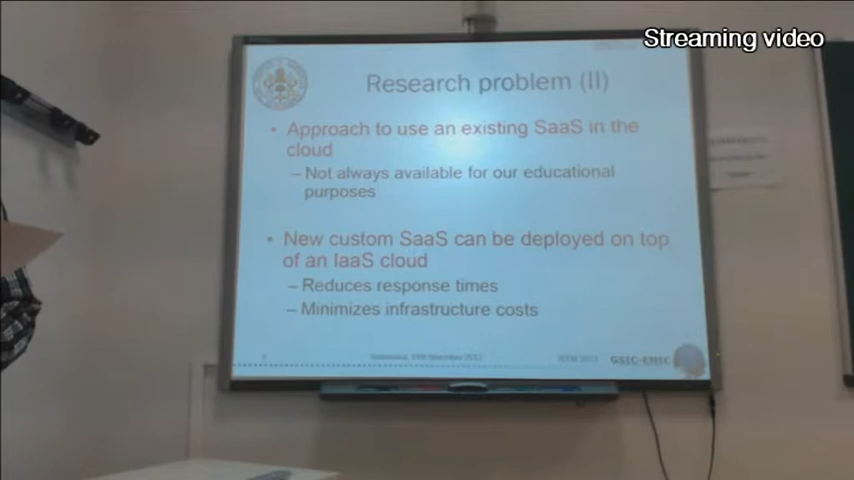 Streaming video
Research problem (II)
• Approach to use an existing SaaS in the
cloud
– Not always available for our educational
purposes
• New custom SaaS can be deployed on top
of an IaaS cloud
– Reduces response times
– Minimizes infrastructure costs
GSIC-EMIC